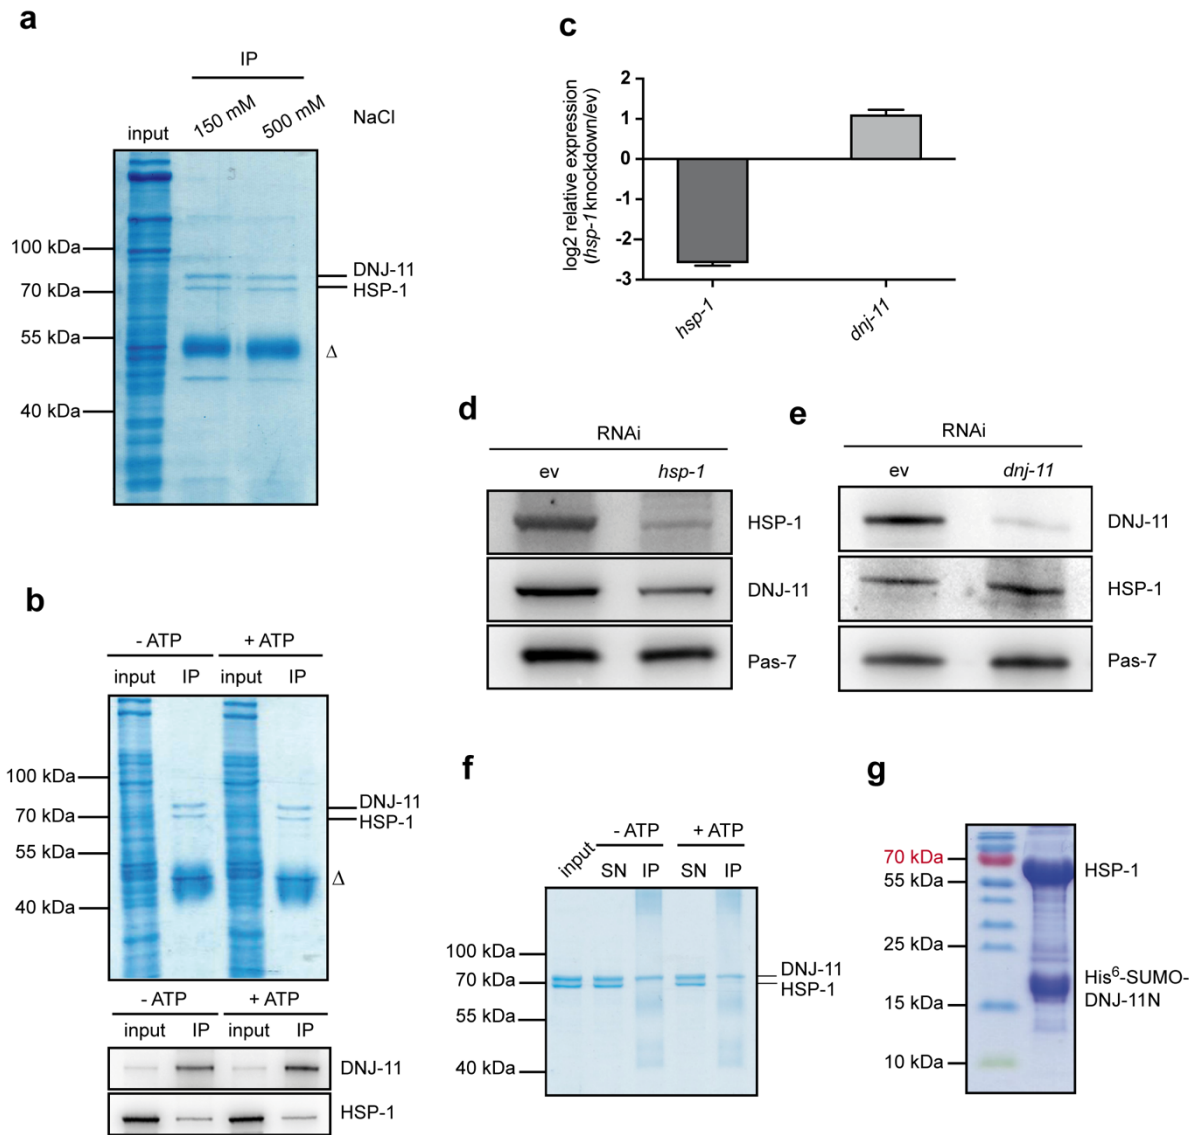 a
IP
input
150 mM
500 mM
NaCl
100 kDa
70 kDa
55 kDa
40 kDa
DNJ-11
HSP-1
Δ
b
- ATP
+ ATP
input IP input IP
100 kDa
70 kDa
55 kDa
40 kDa
DNJ-11
HSP-1
Δ
- ATP
+ ATP
input IP input IP
DNJ-11
HSP-1
c
log2 relative expression
(hsp-1 knockdown/ev)
2
1
0
-1
-2
-3
hsp-1
dnj-11
d
RNAi
ev hsp-1
HSP-1
DNJ-11
Pas-7
e
RNAi
ev dnj-11
DNJ-11
HSP-1
Pas-7
f
- ATP
+ ATP
input SN IP SN IP
100 kDa
70 kDa
55 kDa
40 kDa
DNJ-11
HSP-1
g
70 kDa
55 kDa
25 kDa
15 kDa
10 kDa
HSP-1
His⁶-SUMO-
DNJ-11N